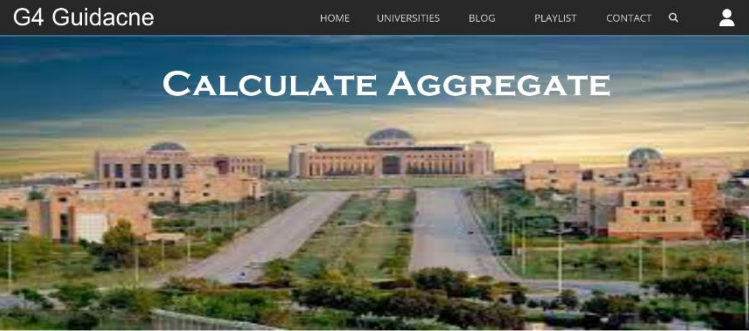 G4 Guidacne
HOME UNIVERSITIES BLOG PLAYLIST CONTACT
CALCULATE AGGREGATE